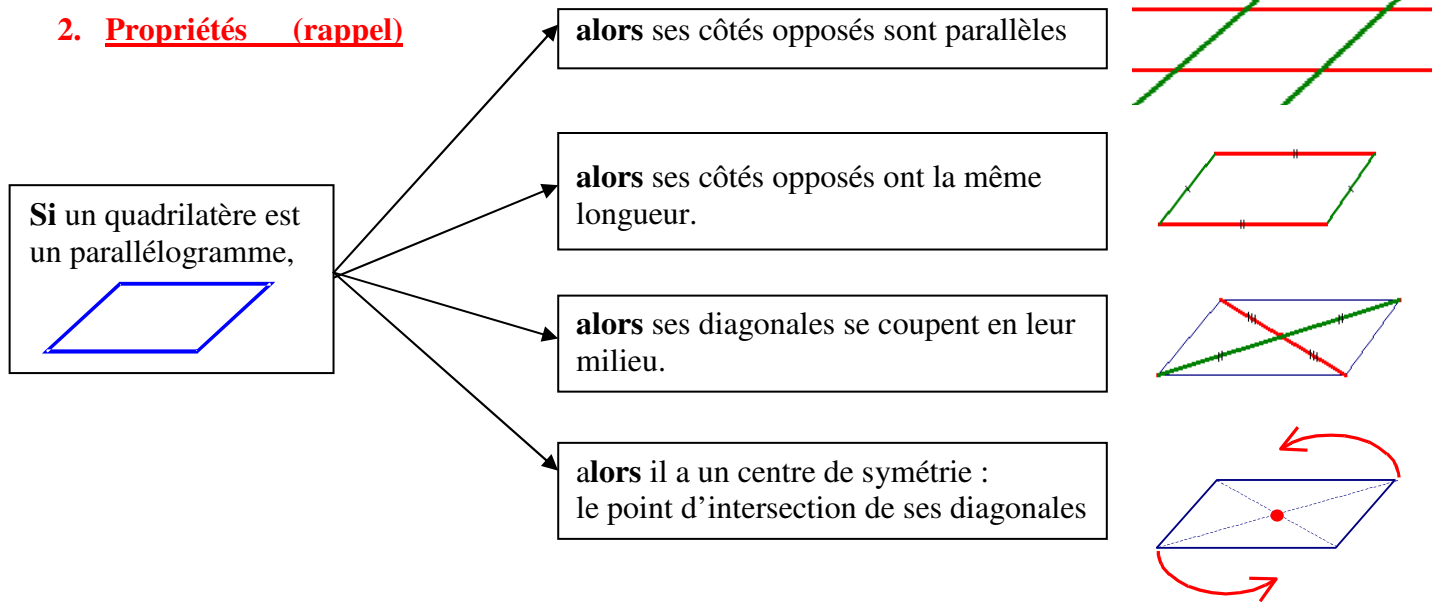 2. Propriétés (rappel)
Si un quadrilatère est
un parallélogramme,
alors ses côtés opposés sont parallèles
alors ses côtés opposés ont la même
longueur.
alors ses diagonales se coupent en leur
milieu.
alors il a un centre de symétrie :
le point d’intersection de ses diagonales